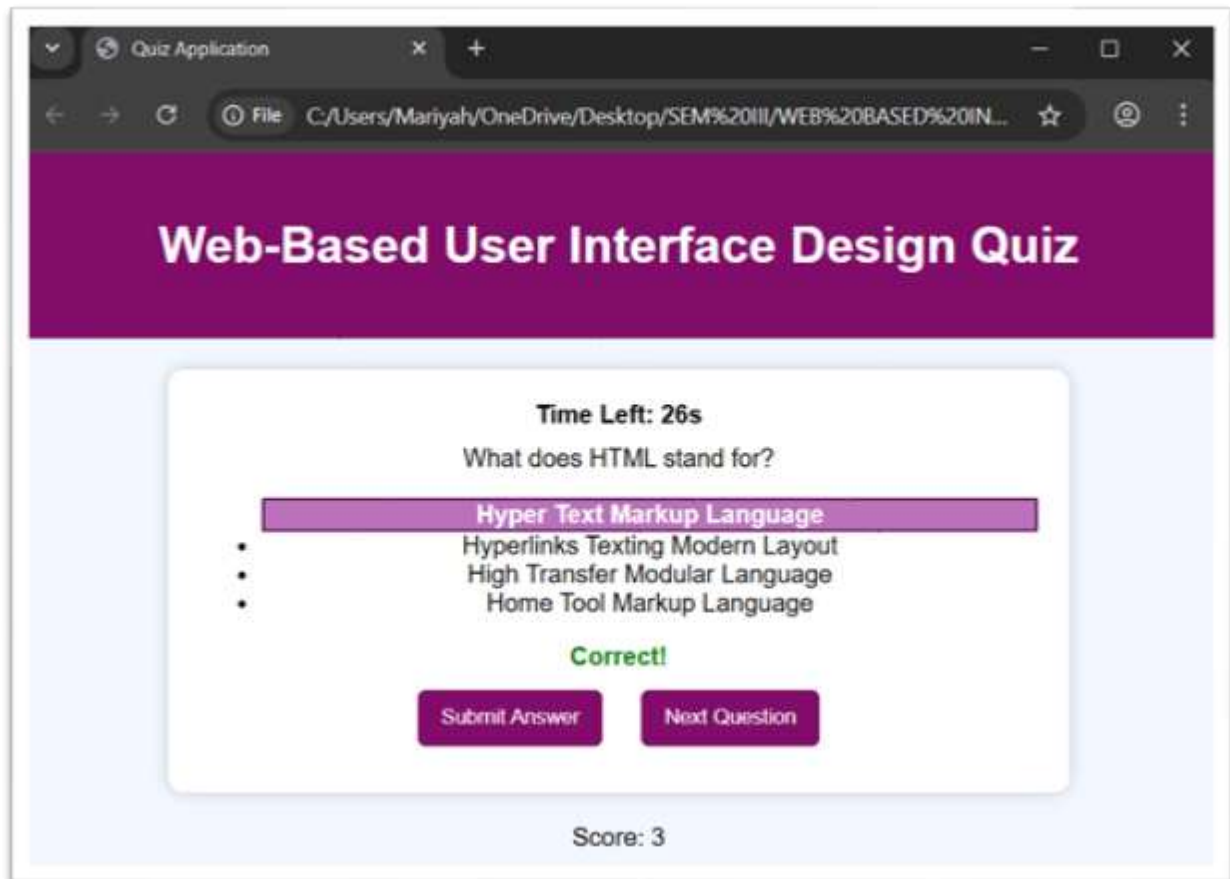 Quiz Application
File C:/Users/Mariyah/OneDrive/Desktop/SEM%20III/WEB%20BASED%20IN...
Web-Based User Interface Design Quiz
Time Left: 26s
What does HTML stand for?
Hyper Text Markup Language
• Hyperlinks Texting Modern Layout
• High Transfer Modular Language
• Home Tool Markup Language
Correct!
Submit Answer Next Question
Score: 3